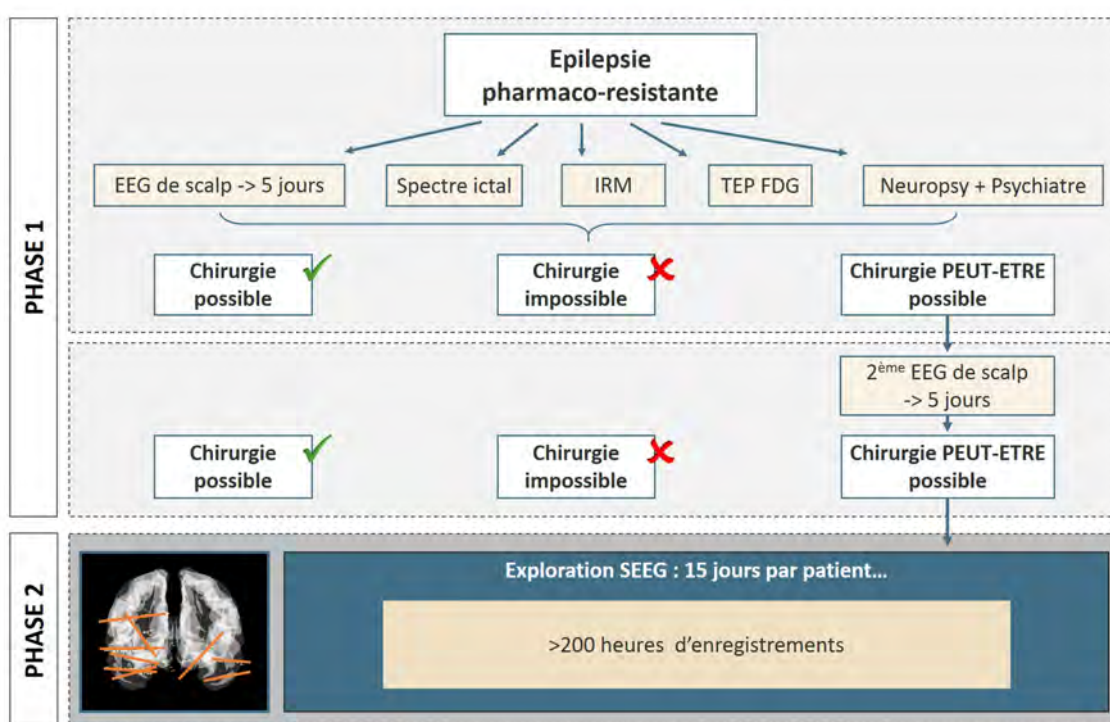 PHASE 1
Epilepsie
pharmaco-resistante
EEG de scalp -> 5 jours
Spectre ictal
IRM
TEP FDG
Neuropsy + Psychiatre
Chirurgie
possible
Chirurgie
impossible
Chirurgie PEUT-ETRE
possible
2ème EEG de scalp
-> 5 jours
Chirurgie
possible
Chirurgie
impossible
Chirurgie PEUT-ETRE
possible
PHASE 2
Exploration SEEG : 15 jours par patient...
>200 heures d'enregistrements